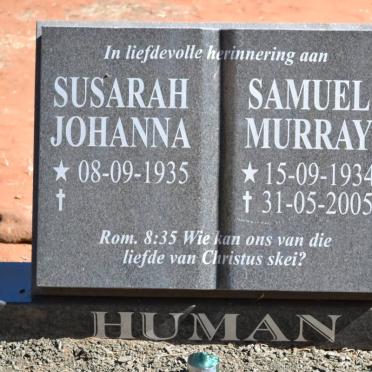 In liefdevolle herinnering aan
SUSARAH
JOHANNA
★ 08-09-1935
✝
SAMUEL
MURRAY
★ 15-09-1934
✝ 31-05-2005
Rom. 8:35 Wie kan ons van die
liefde van Christus skei?
HUMAN